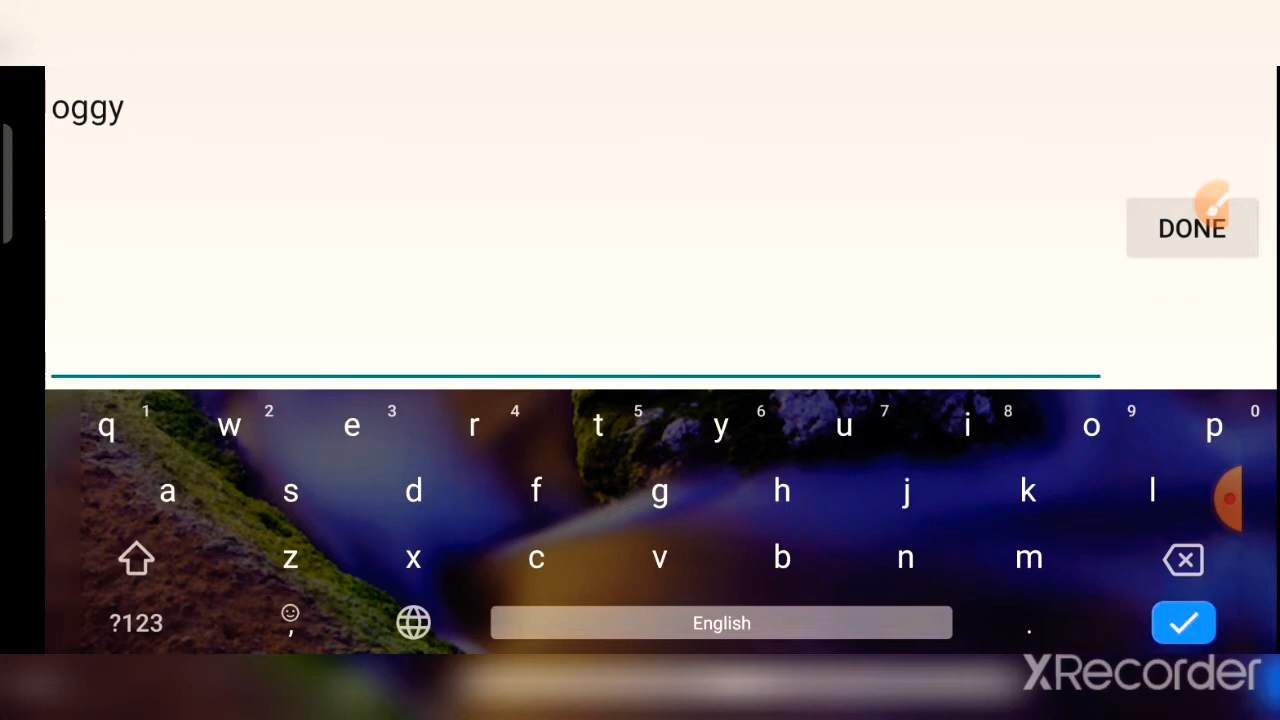 oggy
DONE
q 1 w 2 e 3 r 4 t 5 y 6 u 7 i 8 o 9 p 0
a s d f g h j k l
z x c v b n m
?123 , English .
XRecorder